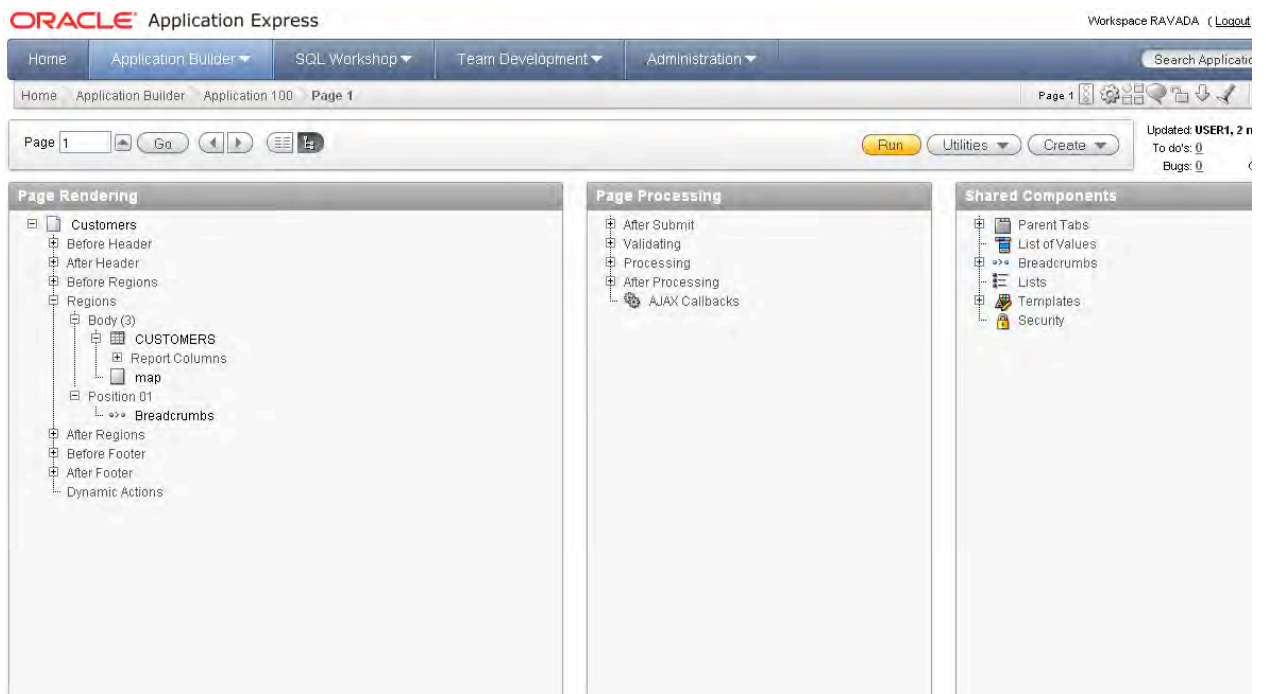 ORACLE Application Express
Workspace RAVADA ( Logout
Home Application Builder SQL Workshop Team Development Administration
Search Applicatio
Home Application Builder Application 100 Page 1
Page 1
Page 1 Go
Run Utilities Create
Updated: USER1, 2 m
To do's: 0
Bugs: 0
Page Rendering
Customers
Before Header
After Header
Before Regions
Regions
Body (3)
CUSTOMERS
Report Columns
map
Position 01
Breadcrumbs
After Regions
Before Footer
After Footer
Dynamic Actions
Page Processing
After Submit
Validating
Processing
After Processing
AJAX Callbacks
Shared Components
Parent Tabs
List of Values
Breadcrumbs
Lists
Templates
Security